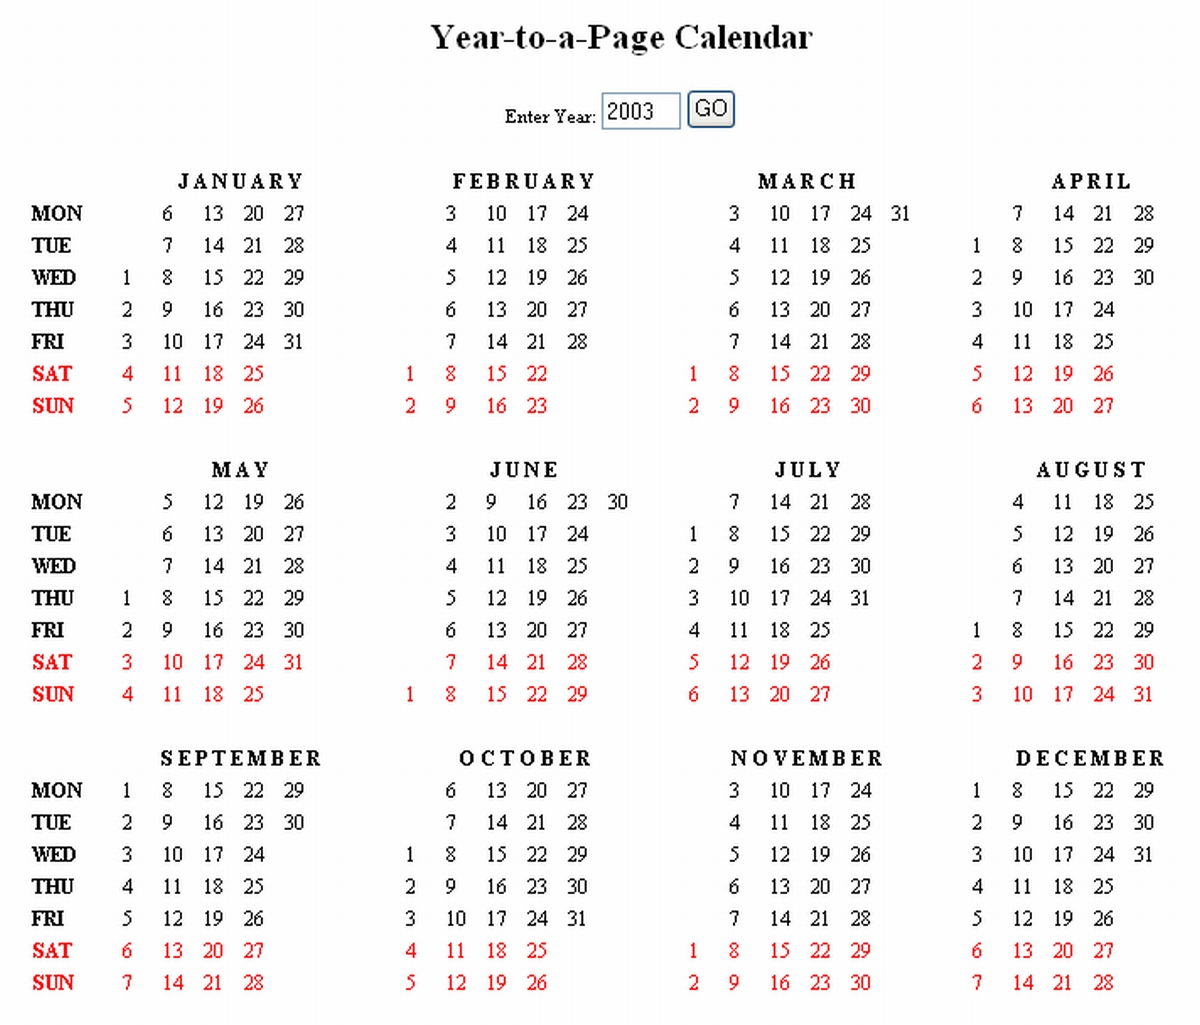 Year-to-a-Page Calendar
Enter Year: 2003 GO
JANUARY FEBRUARY MARCH APRIL
MON 6 13 20 27 3 10 17 24 3 10 17 24 31 7 14 21 28
TUE 7 14 21 28 4 11 18 25 4 11 18 25 1 8 15 22 29
WED 1 8 15 22 29 5 12 19 26 5 12 19 26 2 9 16 23 30
THU 2 9 16 23 30 6 13 20 27 6 13 20 27 3 10 17 24
FRI 3 10 17 24 31 7 14 21 28 7 14 21 28 4 11 18 25
SAT 4 11 18 25 1 8 15 22 1 8 15 22 29 5 12 19 26
SUN 5 12 19 26 2 9 16 23 2 9 16 23 30 6 13 20 27
MAY JUNE JULY AUGUST
MON 5 12 19 26 2 9 16 23 30 7 14 21 28 4 11 18 25
TUE 6 13 20 27 3 10 17 24 1 8 15 22 29 5 12 19 26
WED 7 14 21 28 4 11 18 25 2 9 16 23 30 6 13 20 27
THU 1 8 15 22 29 5 12 19 26 3 10 17 24 31 7 14 21 28
FRI 2 9 16 23 30 6 13 20 27 4 11 18 25 1 8 15 22 29
SAT 3 10 17 24 31 7 14 21 28 5 12 19 26 2 9 16 23 30
SUN 4 11 18 25 1 8 15 22 29 6 13 20 27 3 10 17 24 31
SEPTEMBER OCTOBER NOVEMBER DECEMBER
MON 1 8 15 22 29 6 13 20 27 3 10 17 24 1 8 15 22 29
TUE 2 9 16 23 30 7 14 21 28 4 11 18 25 2 9 16 23 30
WED 3 10 17 24 1 8 15 22 29 5 12 19 26 3 10 17 24 31
THU 4 11 18 25 2 9 16 23 30 6 13 20 27 4 11 18 25
FRI 5 12 19 26 3 10 17 24 31 7 14 21 28 5 12 19 26
SAT 6 13 20 27 4 11 18 25 1 8 15 22 29 6 13 20 27
SUN 7 14 21 28 5 12 19 26 2 9 16 23 30 7 14 21 28